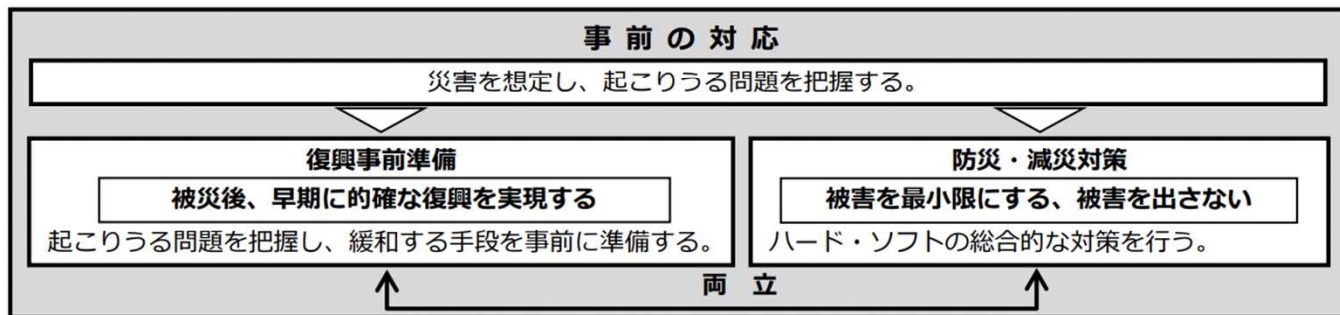 事前の対応
災害を想定し、起こりうる問題を把握する。
復興事前準備
被災後、早期に的確な復興を実現する
起こりうる問題を把握し、緩和する手段を事前に準備する。
防災・減災対策
被害を最小限にする、被害を出さない
ハード・ソフトの総合的な対策を行う。
両 立